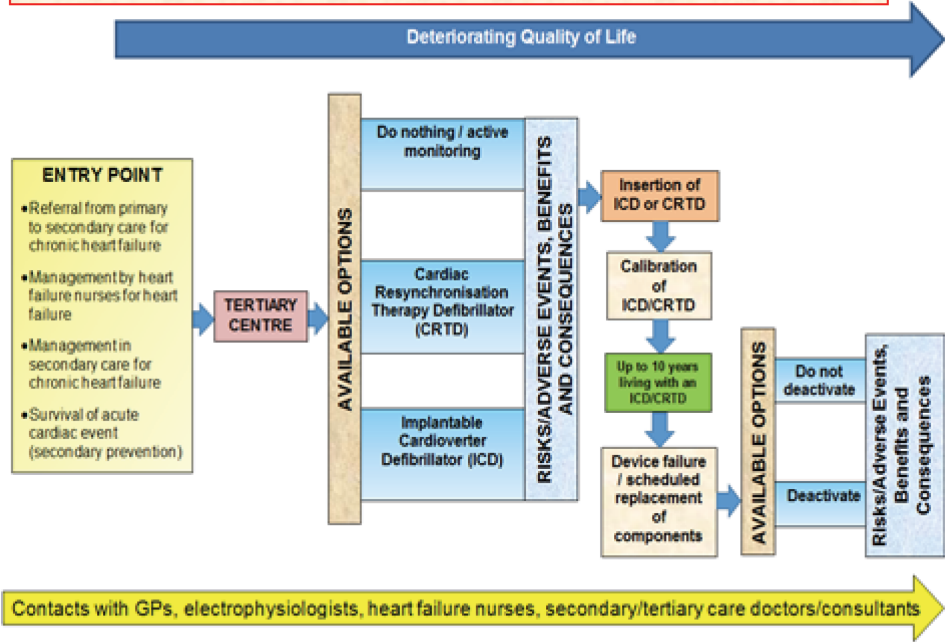 Deteriorating Quality of Life
ENTRY POINT
•Referral from primary
to secondary care for
chronic heart failure
•Management by heart
failure nurses for heart
failure
•Management in
secondary care for
chronic heart failure
•Survival of acute
cardiac event
(secondary prevention)
TERTIARY
CENTRE
AVAILABLE OPTIONS
Do nothing / active
monitoring
Cardiac
Resynchronisation
Therapy Defibrillator
(CRTD)
Implantable
Cardioverter
Defibrillator (ICD)
RISKS/ADVERSE EVENTS, BENEFITS
AND CONSEQUENCES
Insertion of
ICD or CRTD
Calibration of
ICD/CRTD
Up to 10 years
living with an
ICD/CRTD
Device failure
/ scheduled
replacement
of
components
AVAILABLE OPTIONS
Do not
deactivate
Deactivate
Risks/Adverse Events,
Benefits and
Consequences
Contacts with GPs, electrophysiologists, heart failure nurses, secondary/tertiary care doctors/consultants